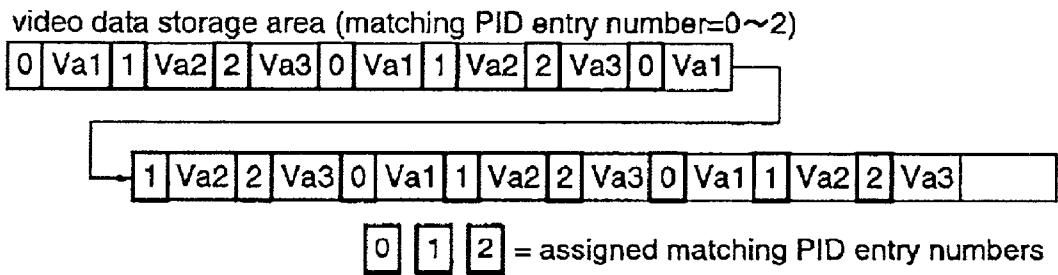 video data storage area (matching PID entry number=0~2)
0 Va1 1 Va2 2 Va3 0 Va1 1 Va2 2 Va3 0 Va1
1 Va2 2 Va3 0 Va1 1 Va2 2 Va3 0 Va1 1 Va2 2 Va3
0 1 2 = assigned matching PID entry numbers